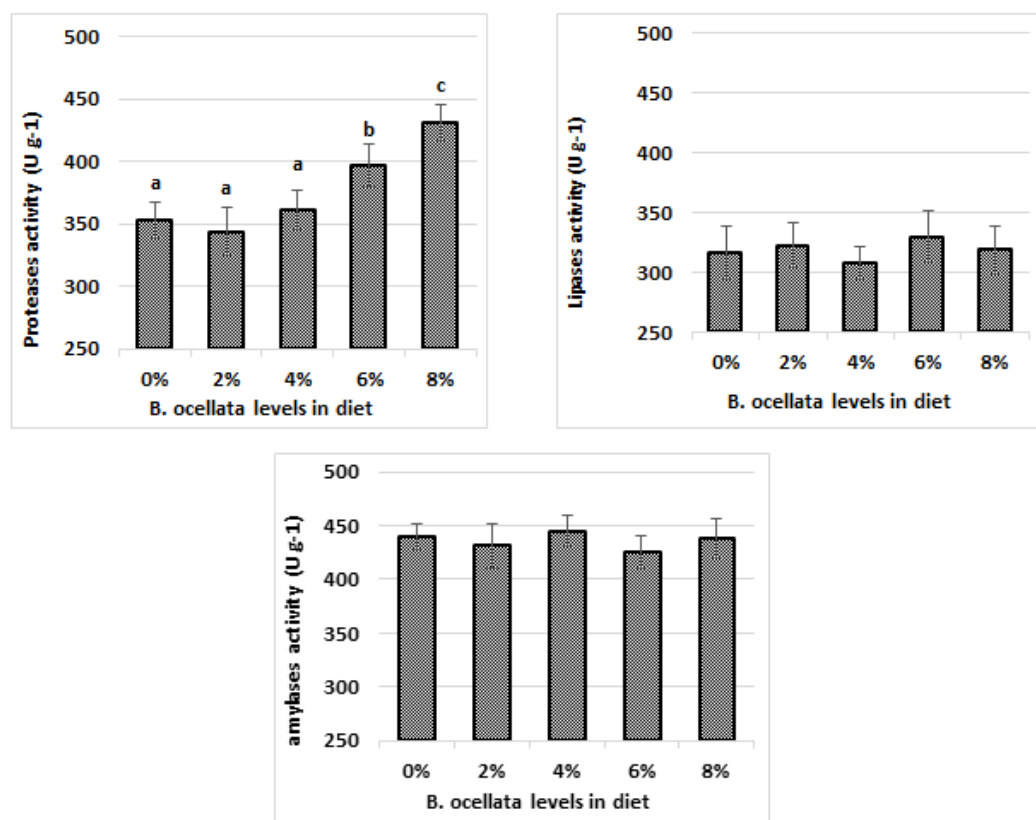 Proteases activity (U g-1)
500
450
400
350
300
250
a
a
a
b
c
0% 2% 4% 6% 8%
B. ocellata levels in diet
Lipases activity (U g-1)
500
450
400
350
300
250
0% 2% 4% 6% 8%
B. ocellata levels in diet
amylases activity (U g-1)
500
450
400
350
300
250
0% 2% 4% 6% 8%
B. ocellata levels in diet